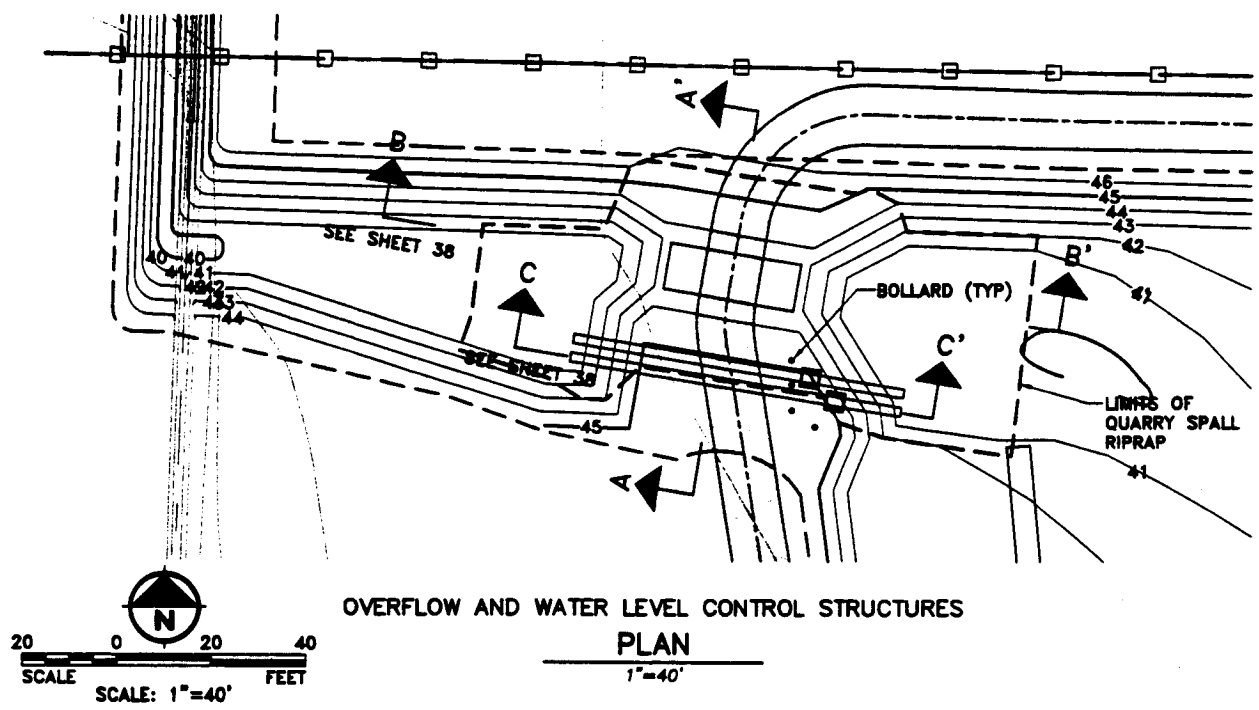 A'
B
46
45
44
43
42
SEE SHEET 38
40 40
41 41
42
43
44
C
B'
41
BOLLARD (TYP)
C'
SEE SHEET 38
LIMITS OF
QUARRY SPALL
RIPRAP
45
41
A
N
OVERFLOW AND WATER LEVEL CONTROL STRUCTURES
PLAN
1"=40'
20 0 20 40
SCALE FEET
SCALE: 1"=40'